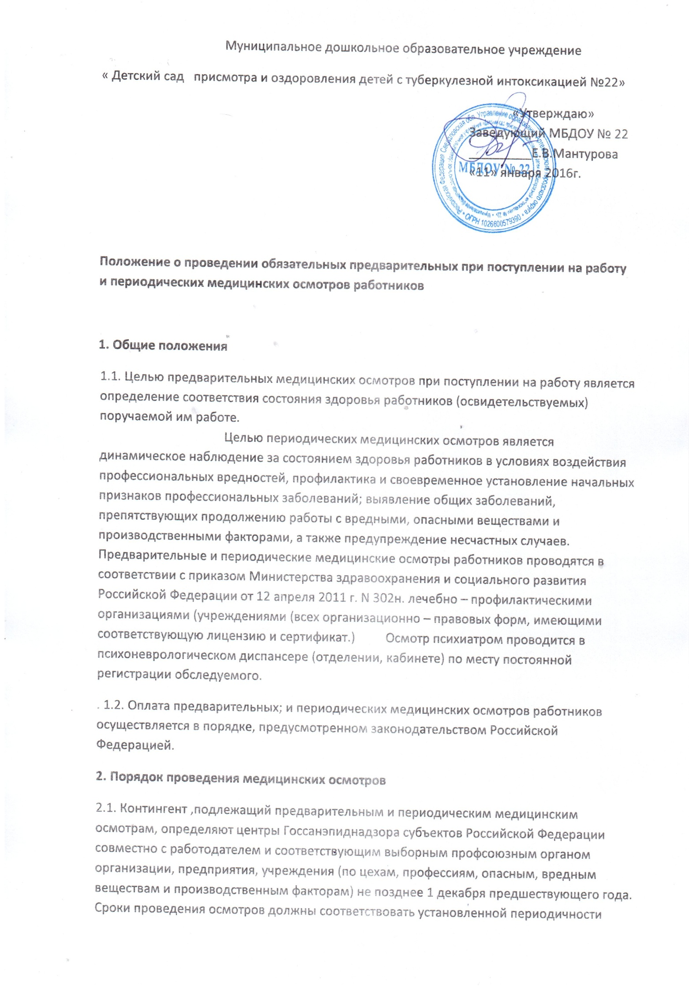 Муниципальное дошкольное образовательное учреждение
« Детский сад присмотра и оздоровления детей с туберкулезной интоксикацией №22»
«Утверждаю»
Заведующий МБДОУ № 22
__________Е.В.Мантурова
«11» января 2016г.
Российская Федерация Свердловская обл. Управление образования Артемовского городского округа
* ОГРН 1026600579390 *
МБДОУ № 22
Положение о проведении обязательных предварительных при поступлении на работу
и периодических медицинских осмотров работников
1. Общие положения
1.1. Целью предварительных медицинских осмотров при поступлении на работу является
определение соответствия состояния здоровья работников (освидетельствуемых)
поручаемой им работе.
Целью периодических медицинских осмотров является
динамическое наблюдение за состоянием здоровья работников в условиях воздействия
профессиональных вредностей, профилактика и своевременное установление начальных
признаков профессиональных заболеваний; выявление общих заболеваний,
препятствующих продолжению работы с вредными, опасными веществами и
производственными факторами, а также предупреждение несчастных случаев.
Предварительные и периодические медицинские осмотры работников проводятся в
соответствии с приказом Министерства здравоохранения и социального развития
Российской Федерации от 12 апреля 2011 г. N 302н. лечебно – профилактическими
организациями (учреждениями (всех организационно – правовых форм, имеющими
соответствующую лицензию и сертификат.) Осмотр психиатром проводится в
психоневрологическом диспансере (отделении, кабинете) по месту постоянной
регистрации обследуемого.
. 1.2. Оплата предварительных; и периодических медицинских осмотров работников
осуществляется в порядке, предусмотренном законодательством Российской
Федерацией.
2. Порядок проведения медицинских осмотров
2.1. Контингент ,подлежащий предварительным и периодическим медицинским
осмотрам, определяют центры Госсанэпиднадзора субъектов Российской Федерации
совместно с работодателем и соответствующим выборным профсоюзным органом
организации, предприятия, учреждения (по цехам, профессиям, опасным, вредным
веществам и производственным факторам) не позднее 1 декабря предшествующего года.
Сроки проведения осмотров должны соответствовать установленной периодичности